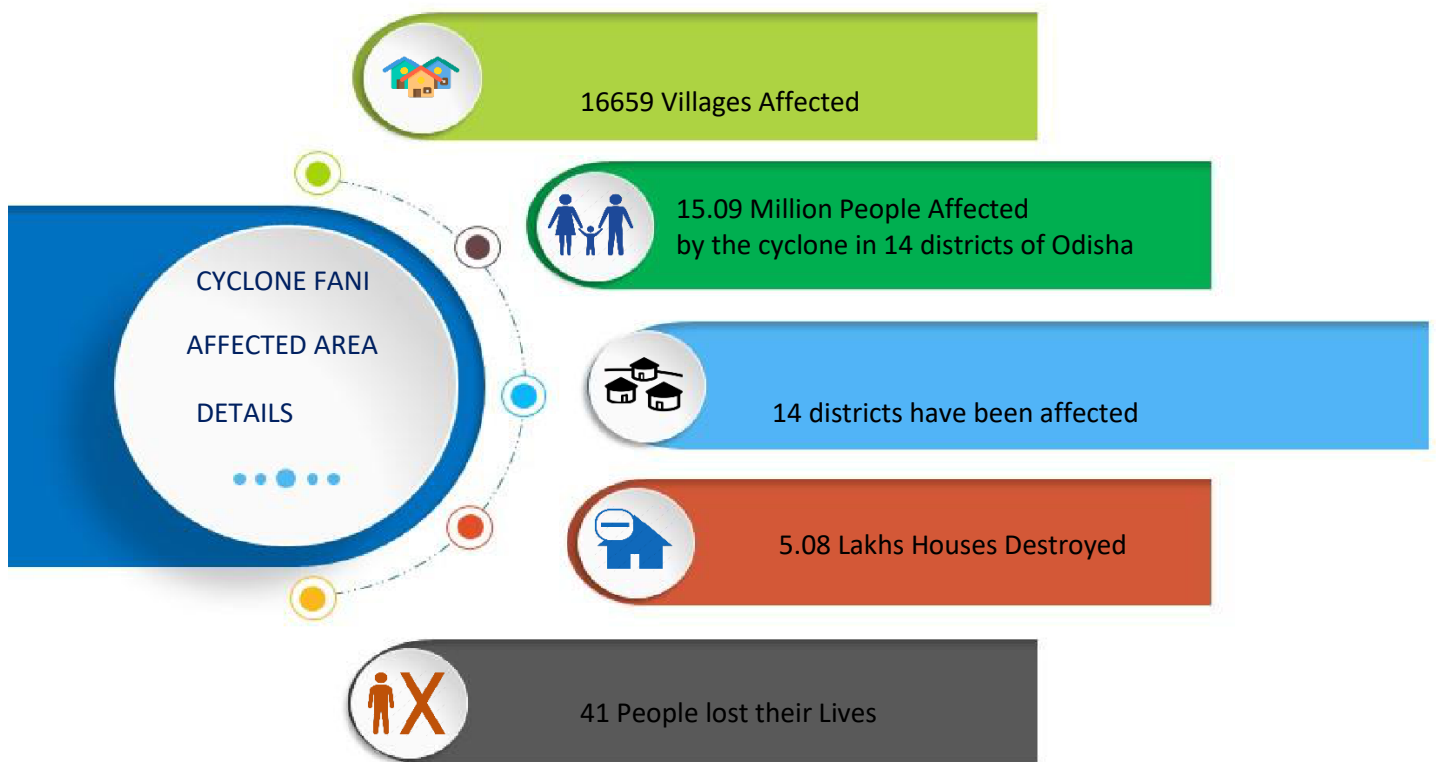 16659 Villages Affected
15.09 Million People Affected
by the cyclone in 14 districts of Odisha
CYCLONE FANI
AFFECTED AREA
DETAILS
14 districts have been affected
5.08 Lakhs Houses Destroyed
41 People lost their Lives